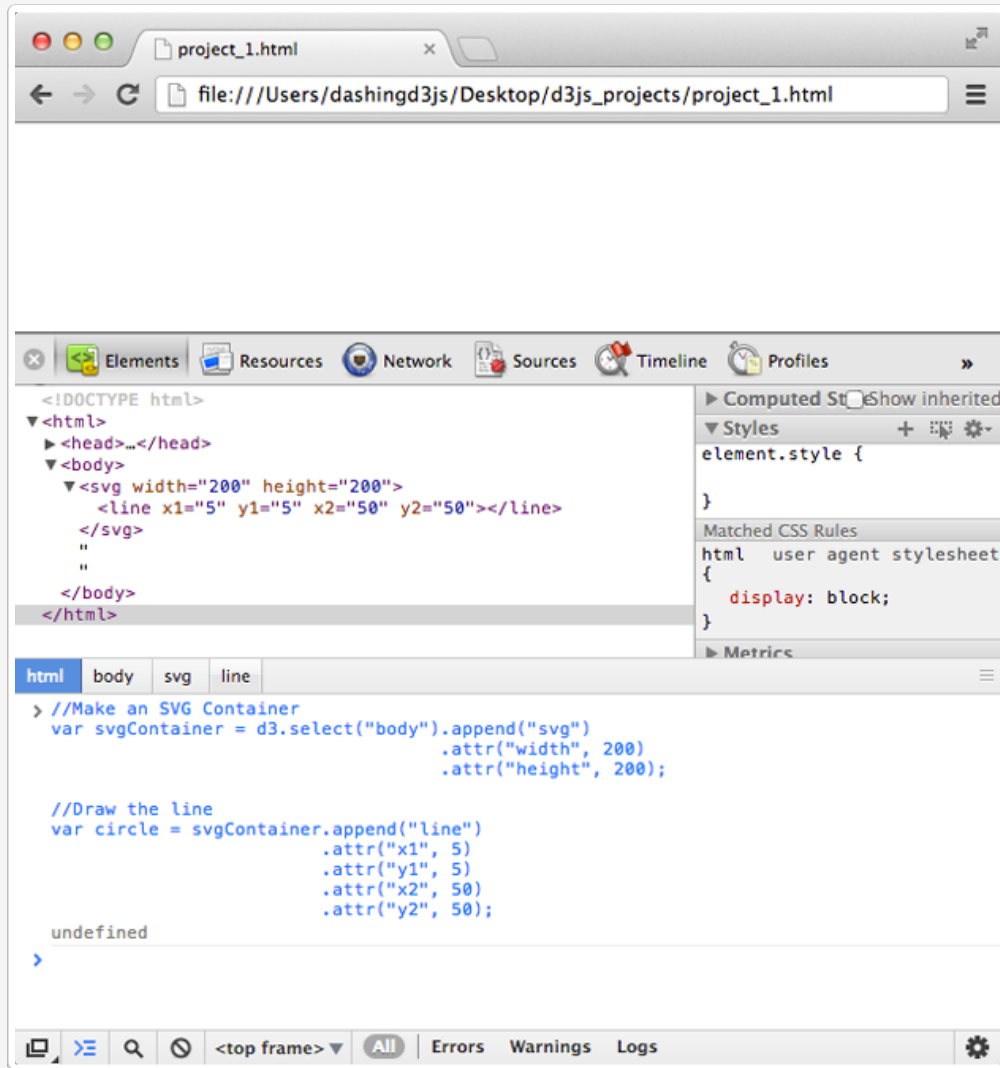 project_1.html
file:///Users/dashingd3js/Desktop/d3js_projects/project_1.html
Elements Resources Network Sources Timeline Profiles »
<!DOCTYPE html>
▼<html>
▶<head>…</head>
▼<body>
▼<svg width="200" height="200">
<line x1="5" y1="5" x2="50" y2="50"></line>
</svg>
"
"
</body>
</html>
▶ Computed St Show inherited
▼ Styles
element.style {
}
Matched CSS Rules
html user agent stylesheet
{
display: block;
}
▶ Metrics
html body svg line
> //Make an SVG Container
var svgContainer = d3.select("body").append("svg")
.attr("width", 200)
.attr("height", 200);
//Draw the line
var circle = svgContainer.append("line")
.attr("x1", 5)
.attr("y1", 5)
.attr("x2", 50)
.attr("y2", 50);
undefined
>
<top frame> ▼ All Errors Warnings Logs